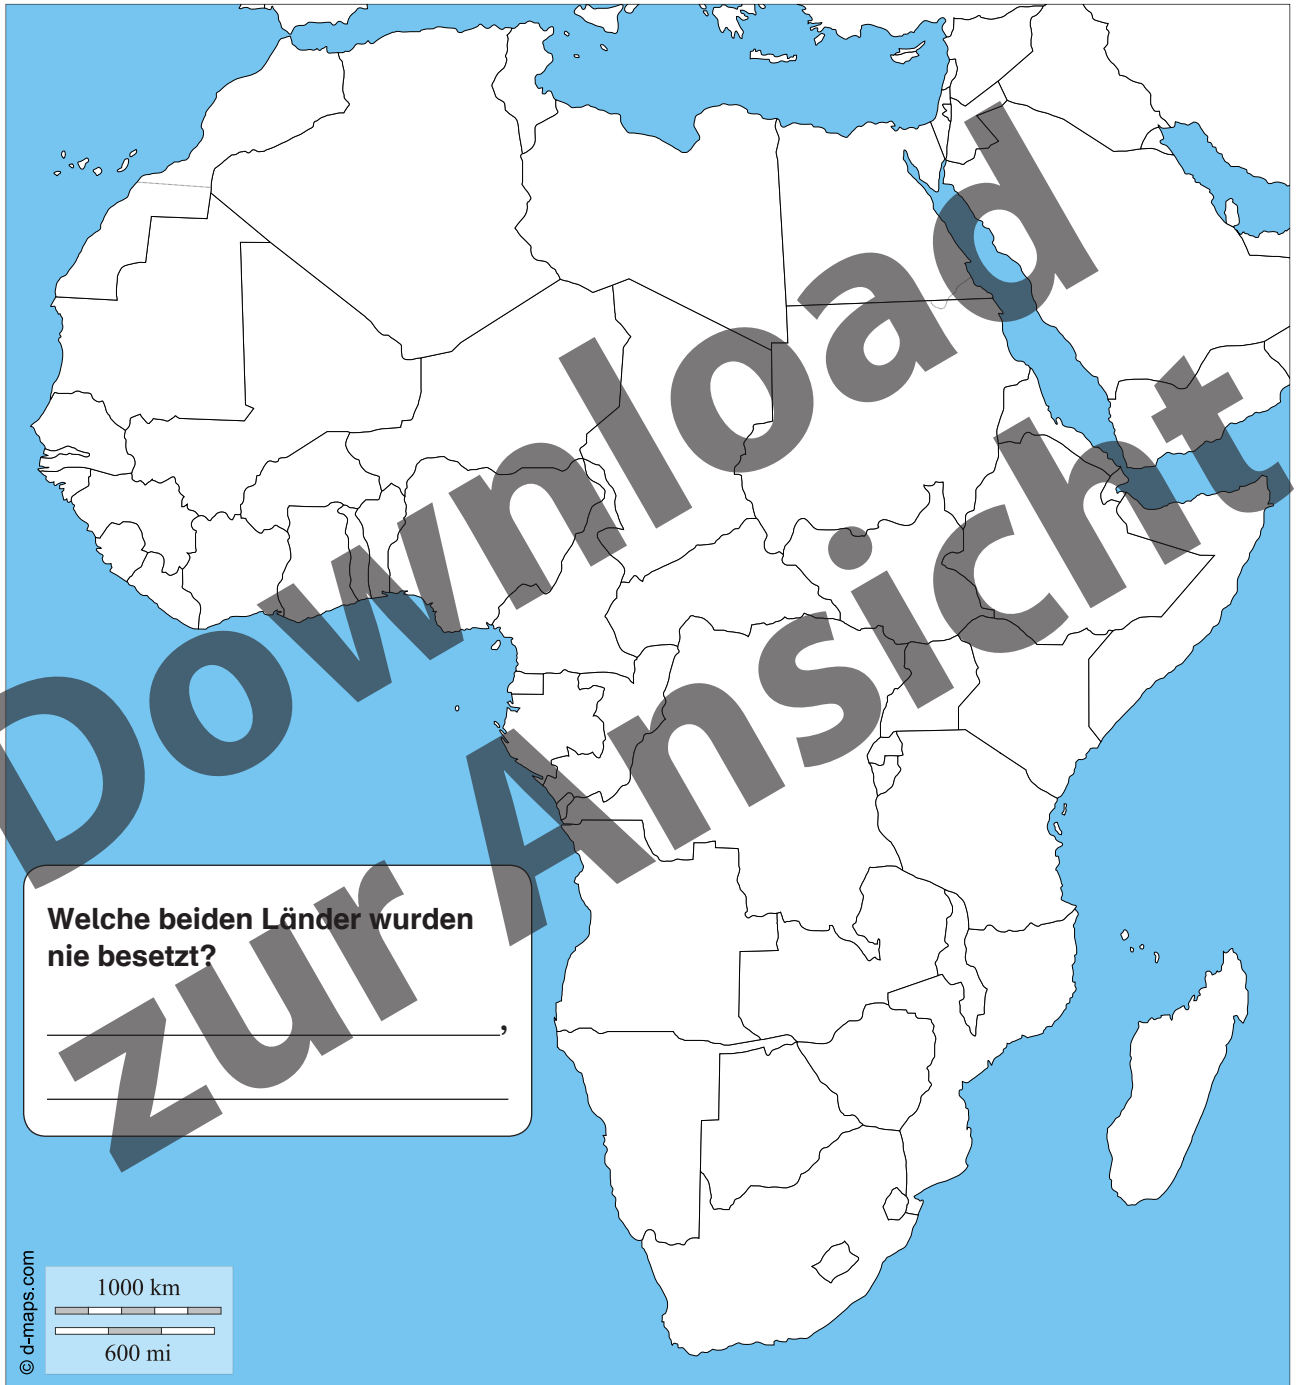 Download
zur Ansicht
Welche beiden Länder wurden
nie besetzt?
,
© d-maps.com
1000 km
600 mi